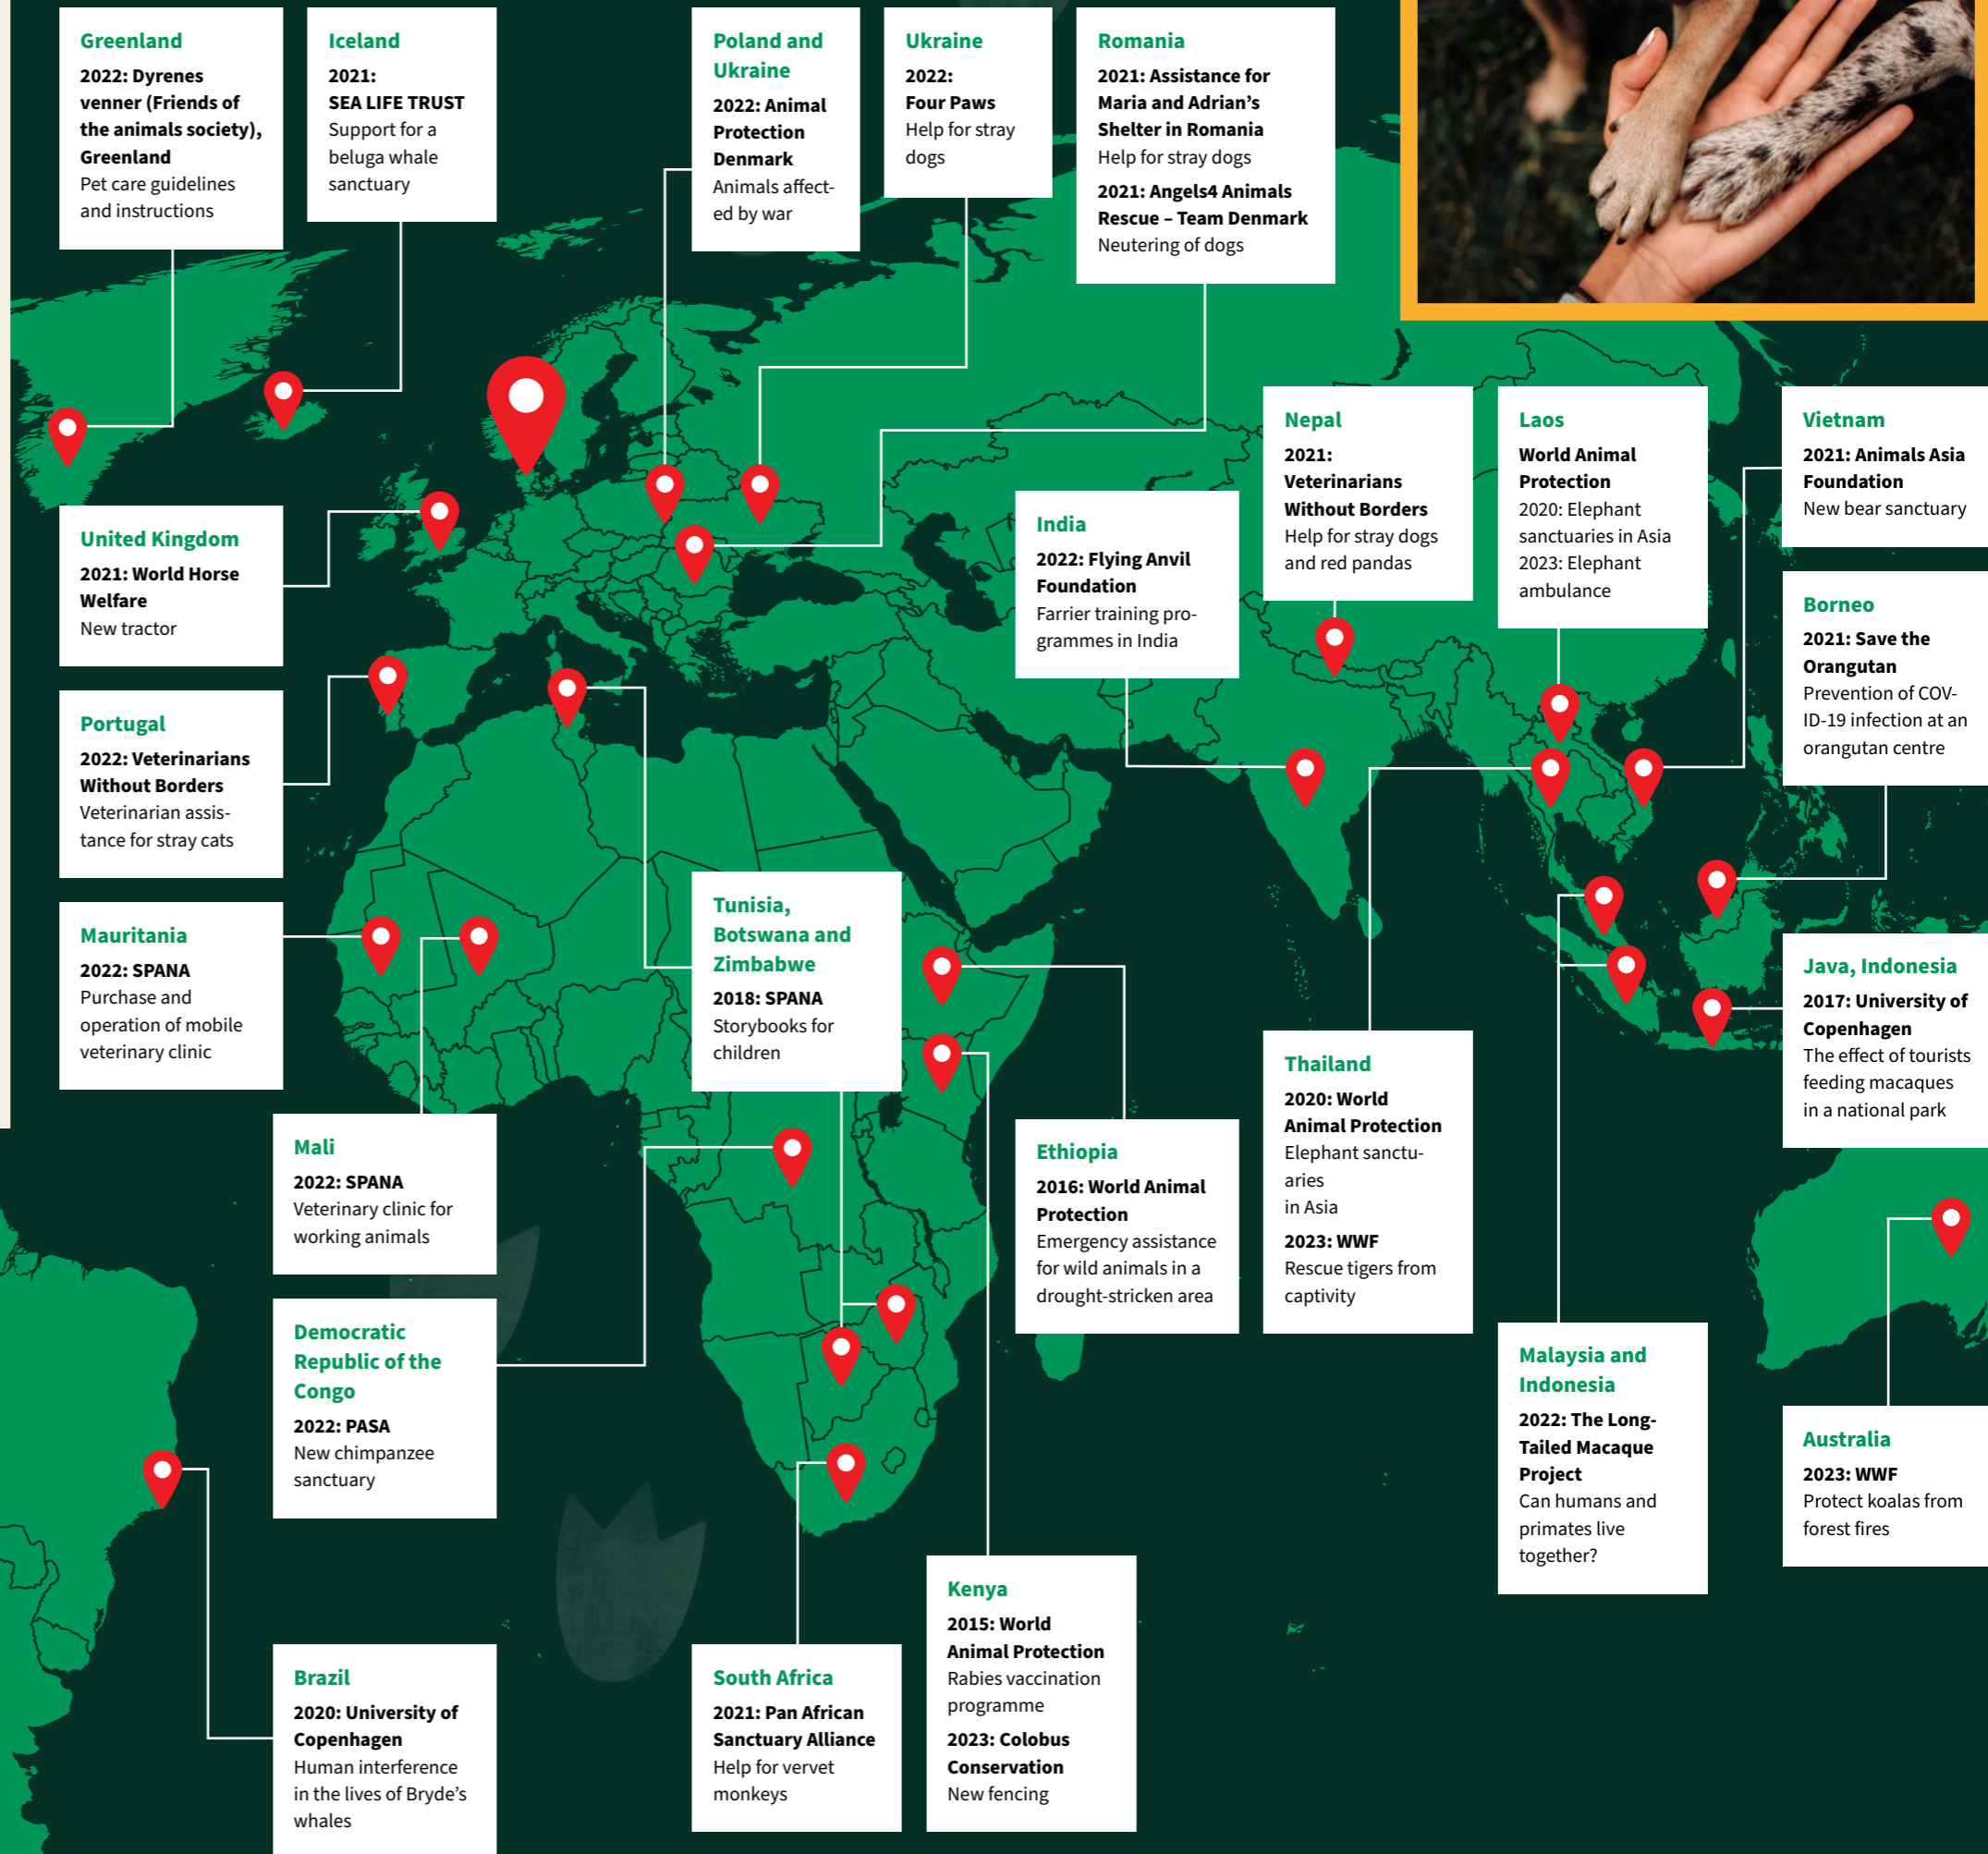 Greenland
2022: Dyrenes
venner (Friends of
the animals society),
Greenland
Pet care guidelines
and instructions
Iceland
2021:
SEA LIFE TRUST
Support for a
beluga whale
sanctuary
Poland and
Ukraine
2022: Animal
Protection
Denmark
Animals affect-
ed by war
Ukraine
2022:
Four Paws
Help for stray
dogs
Romania
2021: Assistance for
Maria and Adrian’s
Shelter in Romania
Help for stray dogs
2021: Angels4 Animals
Rescue – Team Denmark
Neutering of dogs
Nepal
2021:
Veterinarians
Without Borders
Help for stray dogs
and red pandas
Laos
World Animal
Protection
2020: Elephant
sanctuaries in Asia
2023: Elephant
ambulance
Vietnam
2021: Animals Asia
Foundation
New bear sanctuary
India
2022: Flying Anvil
Foundation
Farrier training pro-
grammes in India
United Kingdom
2021: World Horse
Welfare
New tractor
Borneo
2021: Save the
Orangutan
Prevention of COV-
ID-19 infection at an
orangutan centre
Portugal
2022: Veterinarians
Without Borders
Veterinarian assis-
tance for stray cats
Tunisia,
Botswana and
Zimbabwe
2018: SPANA
Storybooks for
children
Mauritania
2022: SPANA
Purchase and
operation of mobile
veterinary clinic
Java, Indonesia
2017: University of
Copenhagen
The effect of tourists
feeding macaques
in a national park
Thailand
2020: World
Animal Protection
Elephant sanctu-
aries
in Asia
2023: WWF
Rescue tigers from
captivity
Mali
2022: SPANA
Veterinary clinic for
working animals
Ethiopia
2016: World Animal
Protection
Emergency assistance
for wild animals in a
drought-stricken area
Democratic
Republic of the
Congo
2022: PASA
New chimpanzee
sanctuary
Malaysia and
Indonesia
2022: The Long-
Tailed Macaque
Project
Can humans and
primates live
together?
Australia
2023: WWF
Protect koalas from
forest fires
Kenya
2015: World
Animal Protection
Rabies vaccination
programme
2023: Colobus
Conservation
New fencing
Brazil
2020: University of
Copenhagen
Human interference
in the lives of Bryde’s
whales
South Africa
2021: Pan African
Sanctuary Alliance
Help for vervet
monkeys